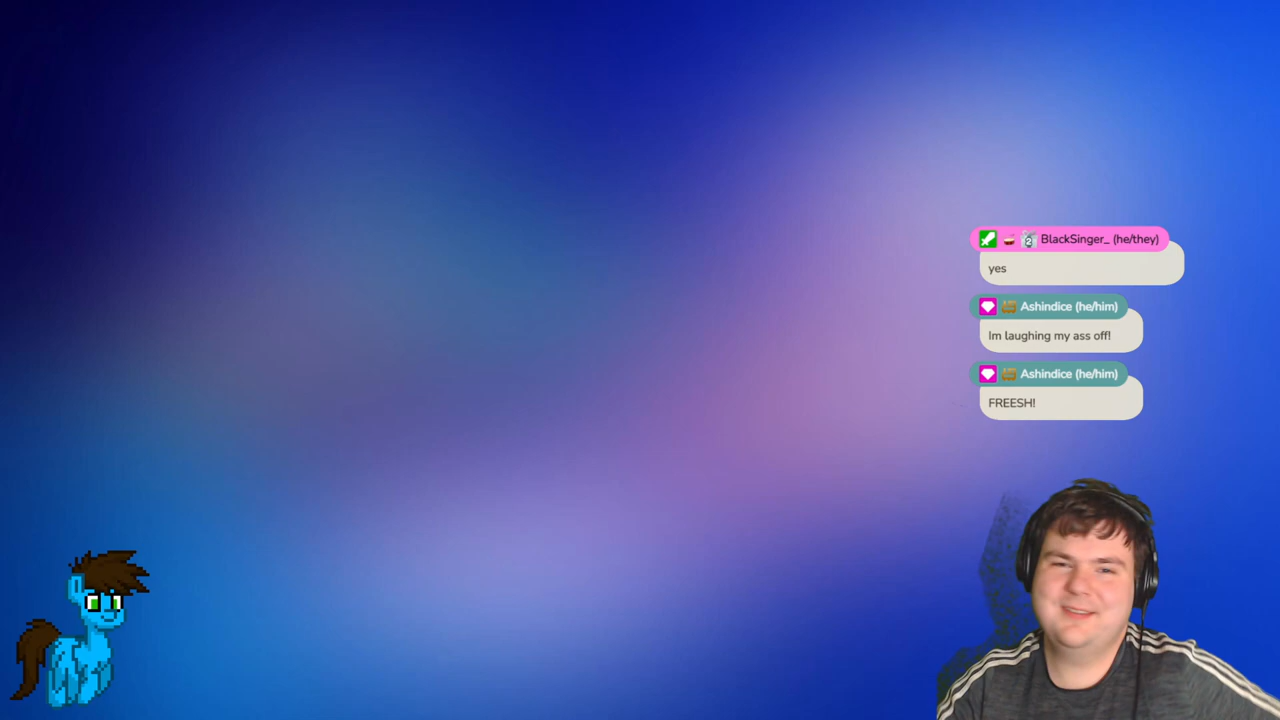 BlackSinger_ (he/they)
yes
Ashindice (he/him)
Im laughing my ass off!
Ashindice (he/him)
FREESH!